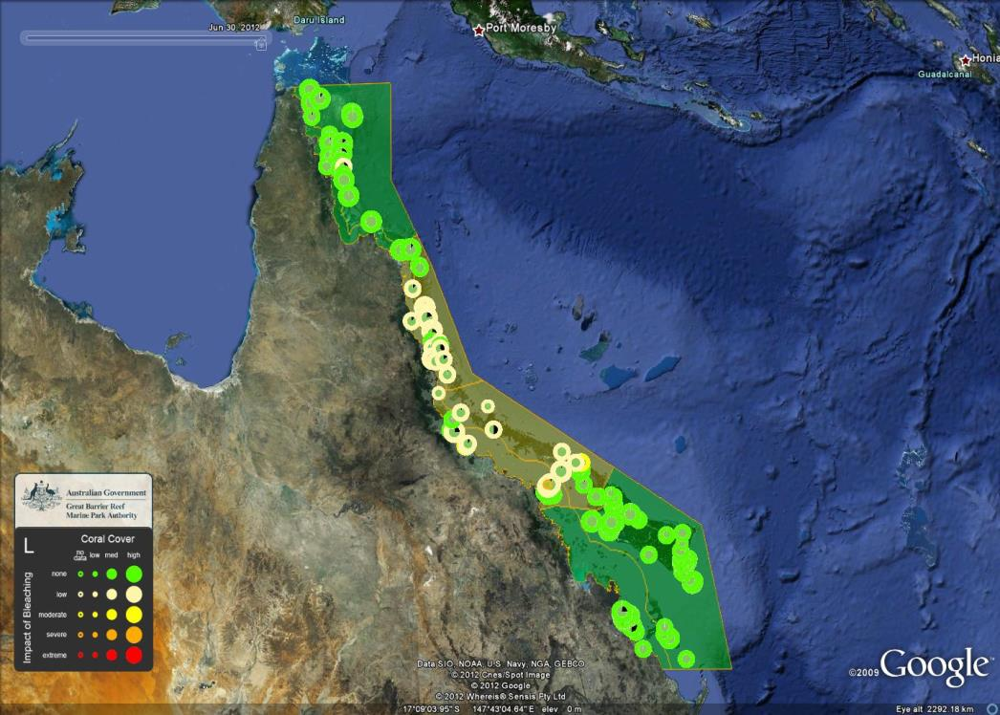 Jun 30, 2012
Daru Island
Port Moresby
Honia
Guadalcanal
Australian Government
Great Barrier Reef
Marine Park Authority
L
Coral Cover
no data low med high
Impact of Bleaching
none
low
moderate
severe
extreme
Data SIO, NOAA, U.S. Navy, NGA, GEBCO
© 2012 Cnes/Spot Image
© 2012 Google
© 2012 Whereis® Sensis Pty Ltd
©2009 Google™
17°09'03.95" S 147°43'04.64" E elev 0 m
Eye alt 2292.18 km